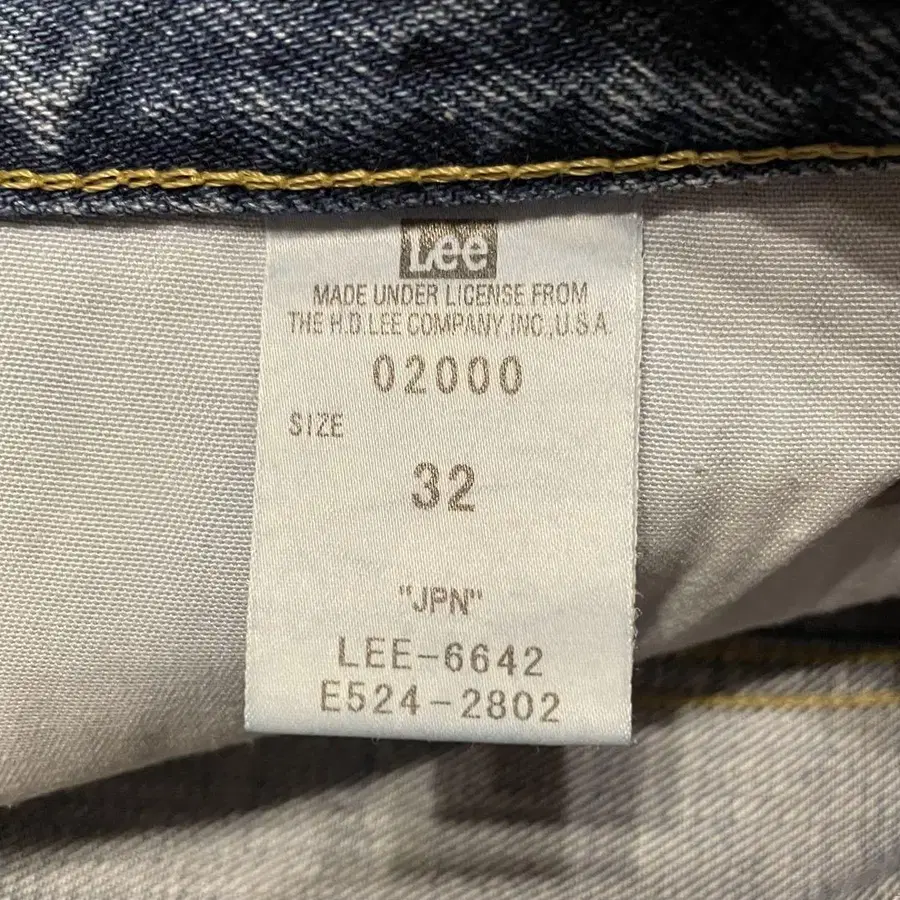 Lee
MADE UNDER LICENSE FROM
THE H.D. LEE COMPANY, INC., U.S.A.
02000
SIZE
32
"JPN"
LEE-6642
E524-2802